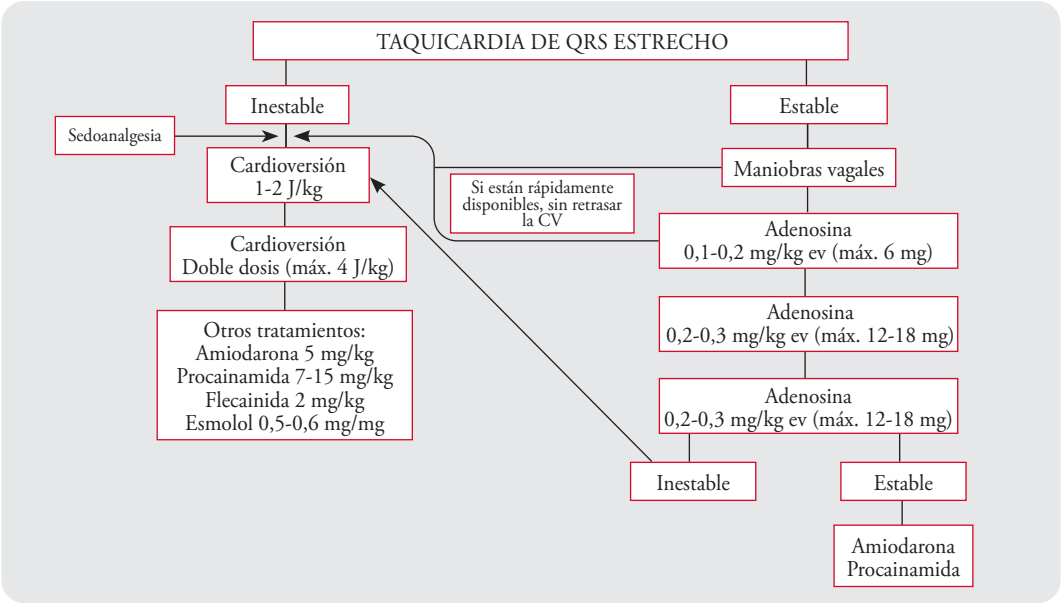 TAQUICARDIA DE QRS ESTRECHO
Inestable
Estable
Sedoanalgesia
Cardioversión
1-2 J/kg
Maniobras vagales
Si están rápidamente
disponibles, sin retrasar
la CV
Cardioversión
Doble dosis (máx. 4 J/kg)
Adenosina
0,1-0,2 mg/kg ev (máx. 6 mg)
Otros tratamientos:
Amiodarona 5 mg/kg
Procainamida 7-15 mg/kg
Flecainida 2 mg/kg
Esmolol 0,5-0,6 mg/mg
Adenosina
0,2-0,3 mg/kg ev (máx. 12-18 mg)
Adenosina
0,2-0,3 mg/kg ev (máx. 12-18 mg)
Inestable
Estable
Amiodarona
Procainamida